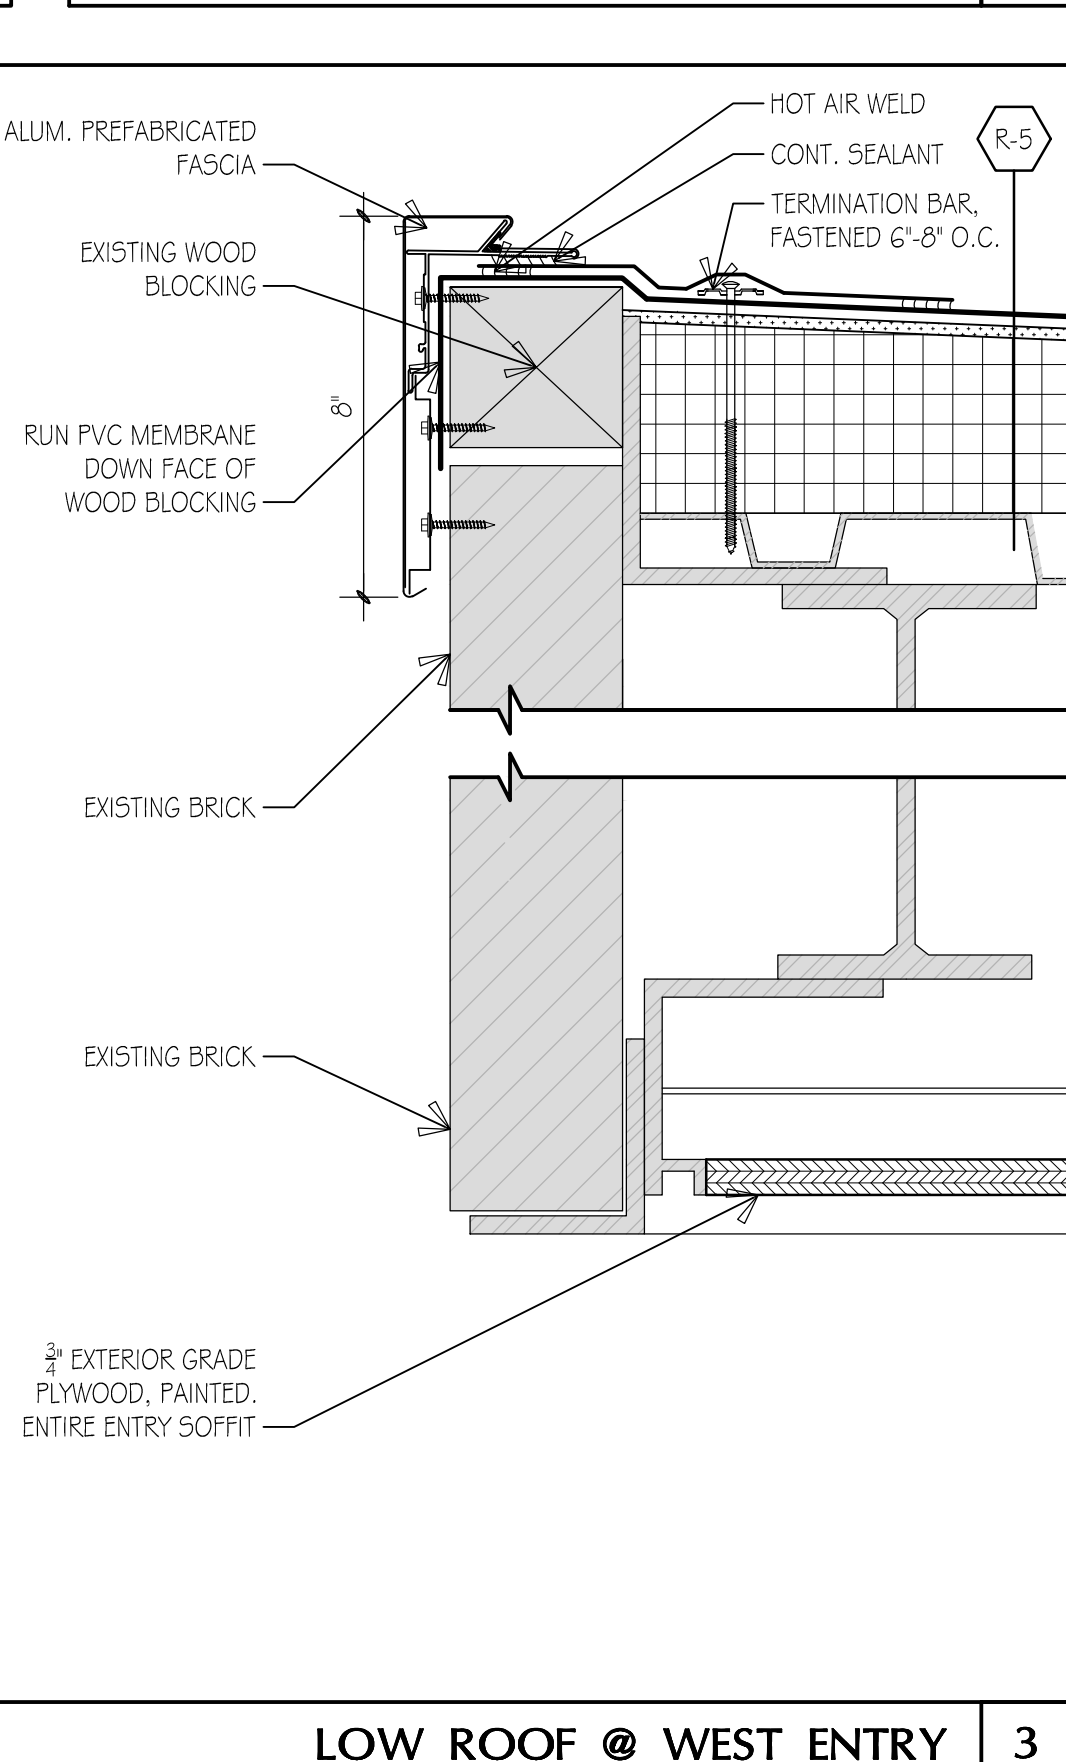 HOT AIR WELD
CONT. SEALANT
TERMINATION BAR,
FASTENED 6"-8" O.C.
R-5
ALUM. PREFABRICATED
FASCIA
EXISTING WOOD
BLOCKING
8"
RUN PVC MEMBRANE
DOWN FACE OF
WOOD BLOCKING
EXISTING BRICK
EXISTING BRICK
3/4" EXTERIOR GRADE
PLYWOOD, PAINTED.
ENTIRE ENTRY SOFFIT
LOW ROOF @ WEST ENTRY
3